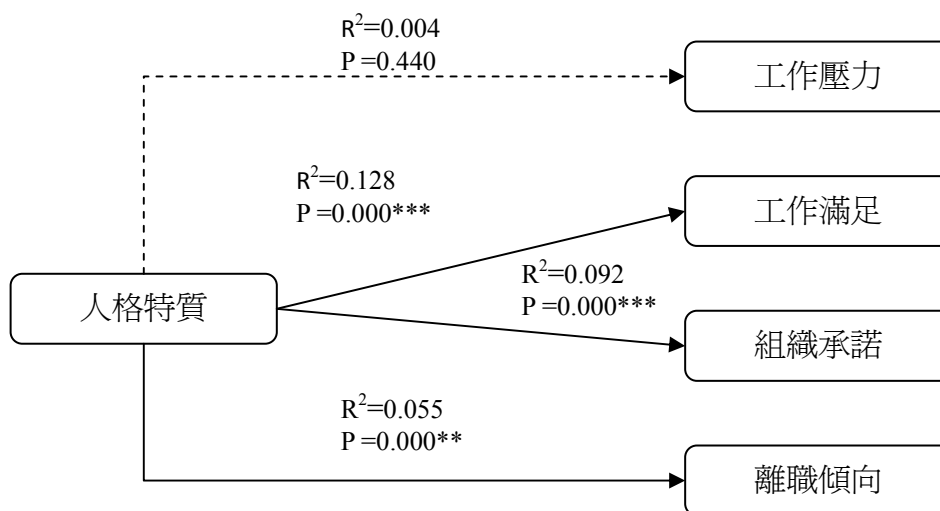 R²=0.004
P =0.440
工作壓力
R²=0.128
P =0.000***
工作滿足
R²=0.092
P =0.000***
人格特質
組織承諾
R²=0.055
P =0.000**
離職傾向